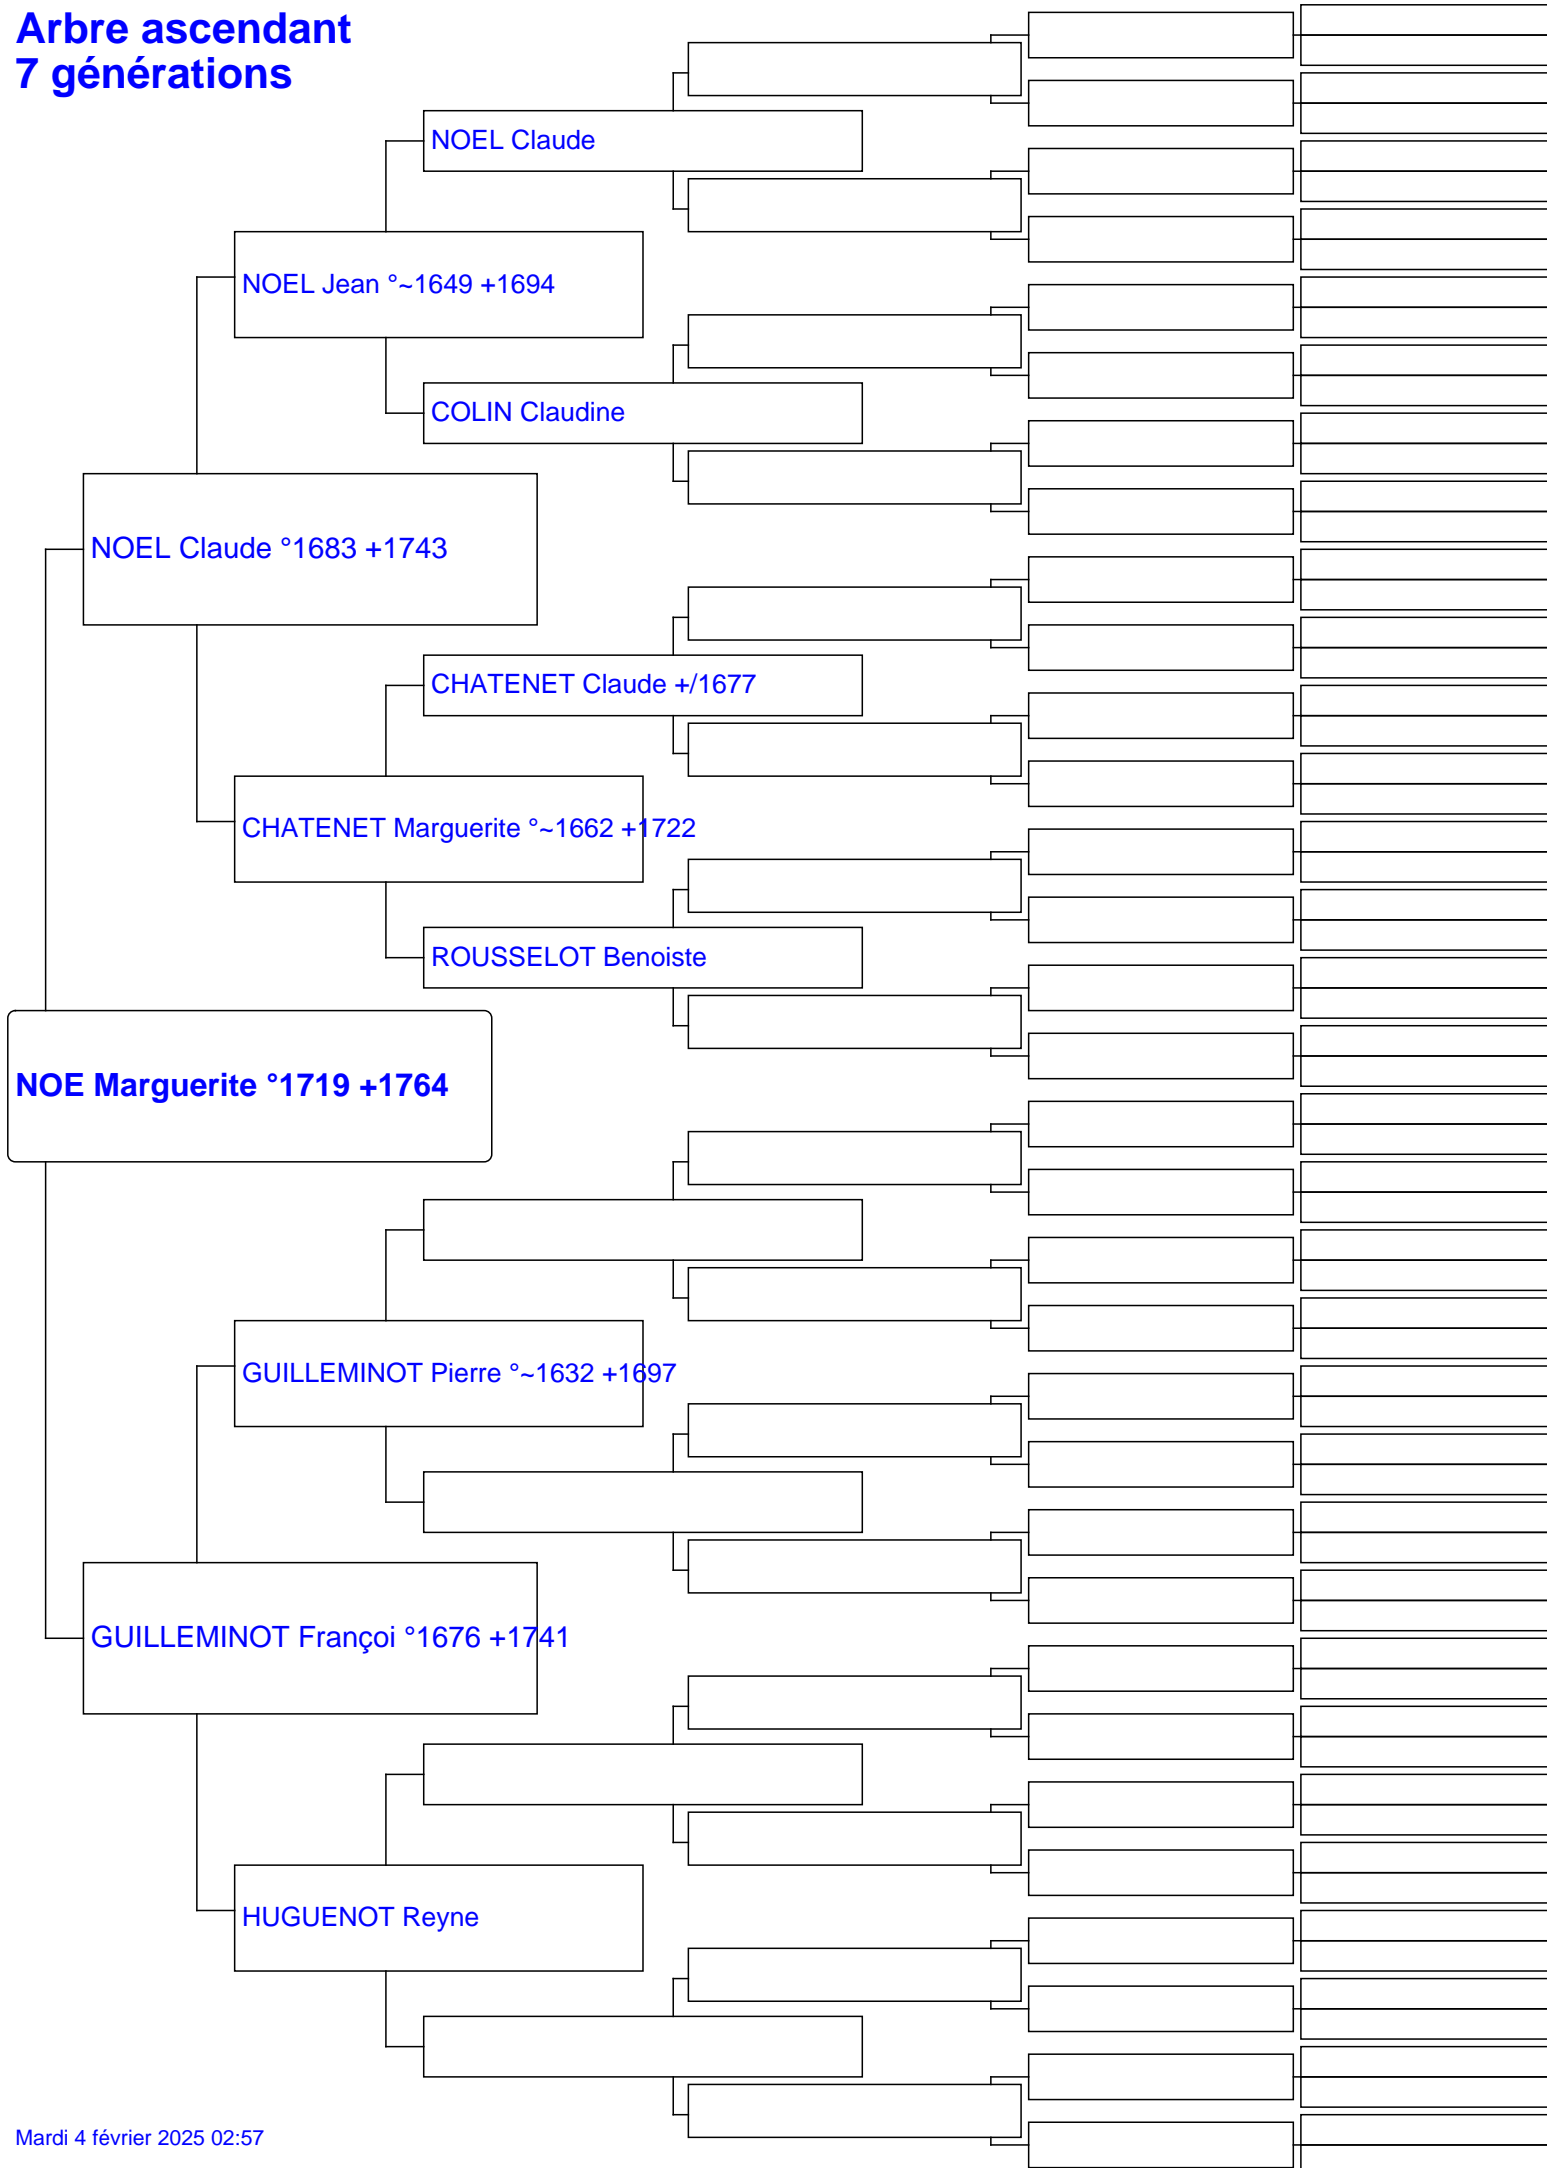 Arbre ascendant
7 générations
NOEL Claude
NOEL Jean °~1649 +1694
COLIN Claudine
NOEL Claude °1683 +1743
CHATENET Claude +/1677
CHATENET Marguerite °~1662 +1722
ROUSSELOT Benoiste
NOE Marguerite °1719 +1764
GUILLEMINOT Pierre °~1632 +1697
GUILLEMINOT Françoi °1676 +1741
HUGUENOT Reyne
Mardi 4 février 2025 02:57